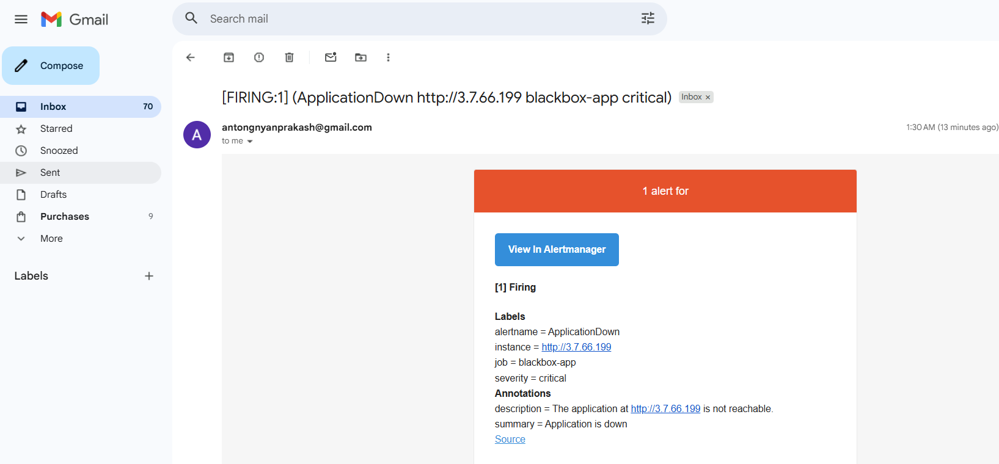 Gmail
Search mail
Compose
Inbox 70
Starred
Snoozed
Sent
Drafts
Purchases 9
More
Labels
[FIRING:1] (ApplicationDown http://3.7.66.199 blackbox-app critical) Inbox ×
A
antongnyanprakash@gmail.com
1:30 AM (13 minutes ago)
to me
1 alert for
View In Alertmanager
[1] Firing
Labels
alertname = ApplicationDown
instance = http://3.7.66.199
job = blackbox-app
severity = critical
Annotations
description = The application at http://3.7.66.199 is not reachable.
summary = Application is down
Source